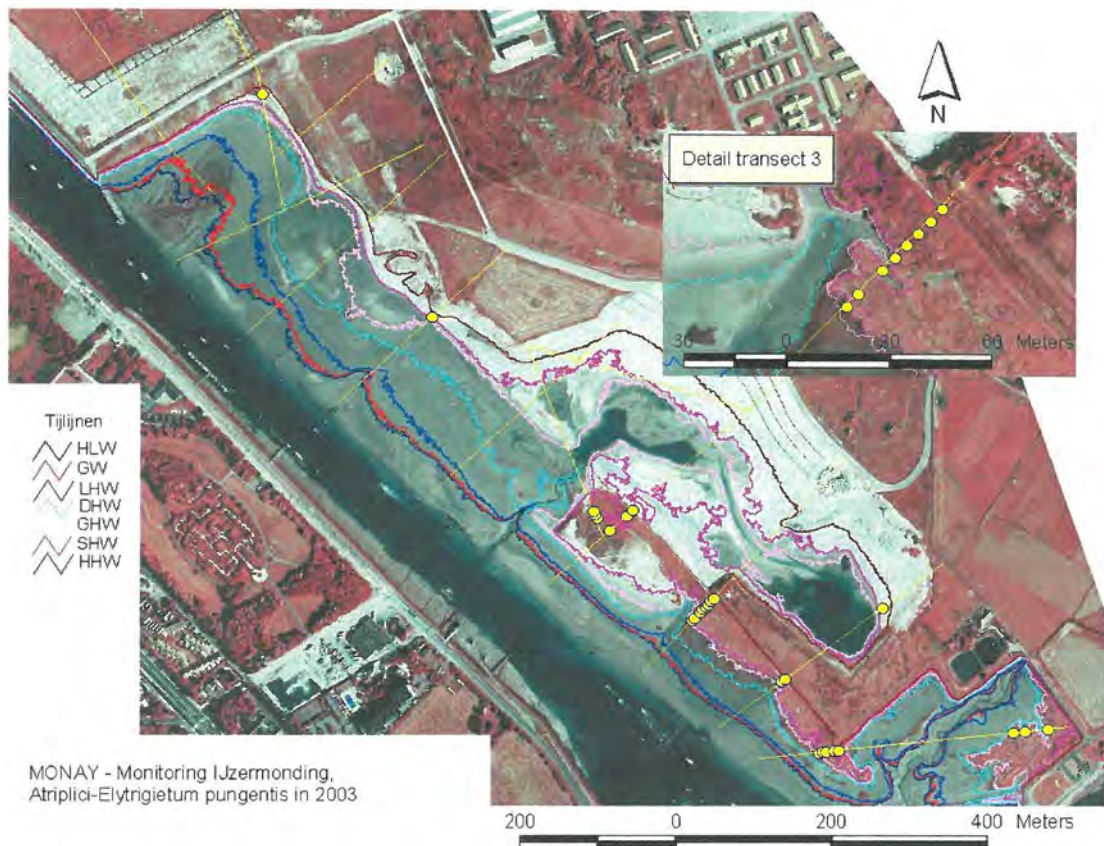 N
Detail transect 3
30 0 30 60 Meters
Tijlijnen
HLW
GW
LHW
DHW
GHW
SHW
HHW
MONAY - Monitoring IJzermonding,
Atriplici-Elytrigietum pungentis in 2003
200 0 200 400 Meters